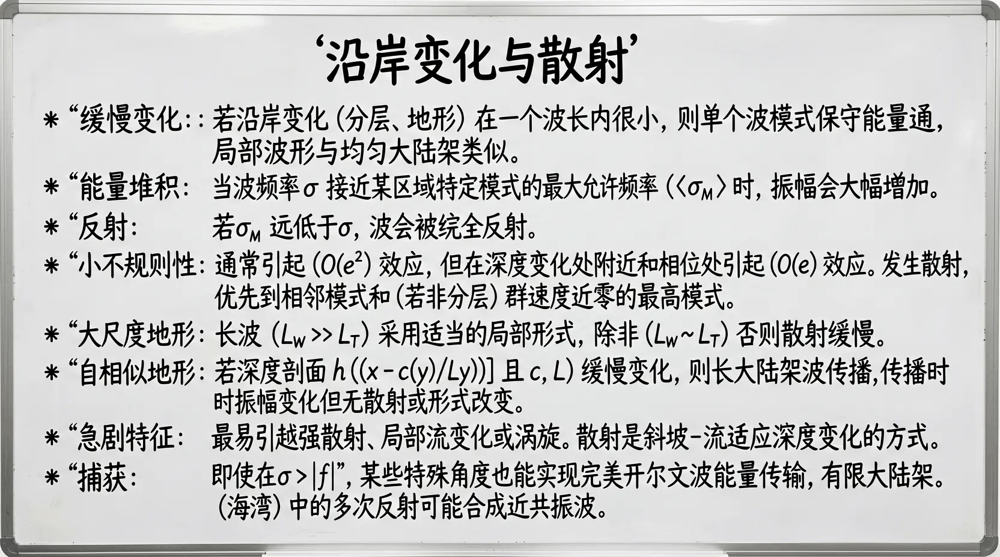 ‘沿岸变化与散射’
* “缓慢变化:: 若沿岸变化(分层、地形)在一个波长内很小,则单个波模式保守能量通,
局部波形与均匀大陆架类似。
* “能量堆积: 当波频率σ 接近某区域特定模式的最大允许频率(〈σ_M〉时,振幅会大幅增加。
* “反射: 若σ_M 远低于σ,波会被统全反射。
* “小不规则性: 通常引起(O(e²)效应,但在深度变化处附近和相位处引起(O(e)效应。发生散射,
优先到相邻模式和(若非分层)群速度近零的最高模式。
* “大尺度地形: 长波(L_W >> L_T)采用适当的局部形式,除非(L_W ~ L_T)否则散射缓慢。
* “自相似地形: 若深度剖面 h((x - c(y)/Ly))] 且 c, L)缓慢变化,则长大陆架波传播,传播时
时振幅变化但无散射或形式改变。
* “急剧特征: 最易引越强散射、局部流变化或涡旋。散射是斜坡-流适应深度变化的方式。
* “捕获: 即使在σ>|f|”,某些特殊角度也能实现完美开尔文波能量传输,有限大陆架。
(海湾)中的多次反射可能合成近共振波。